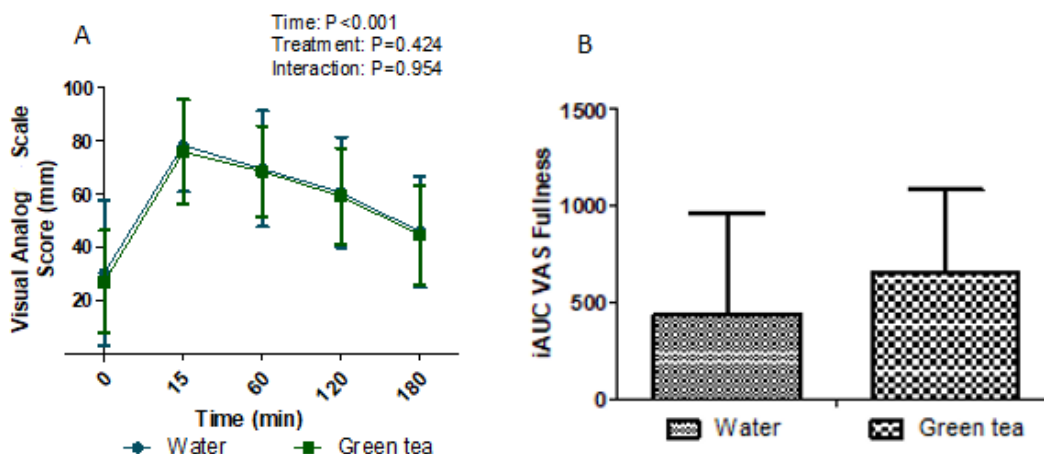 A
Time: P<0.001
Treatment: P=0.424
Interaction: P=0.954
Visual Analog Scale
Score (mm)
100
80
60
40
20
0
15
60
120
180
Time (min)
Water
Green tea
B
iAUC VAS Fullness
1500
1000
500
0
Water
Green tea